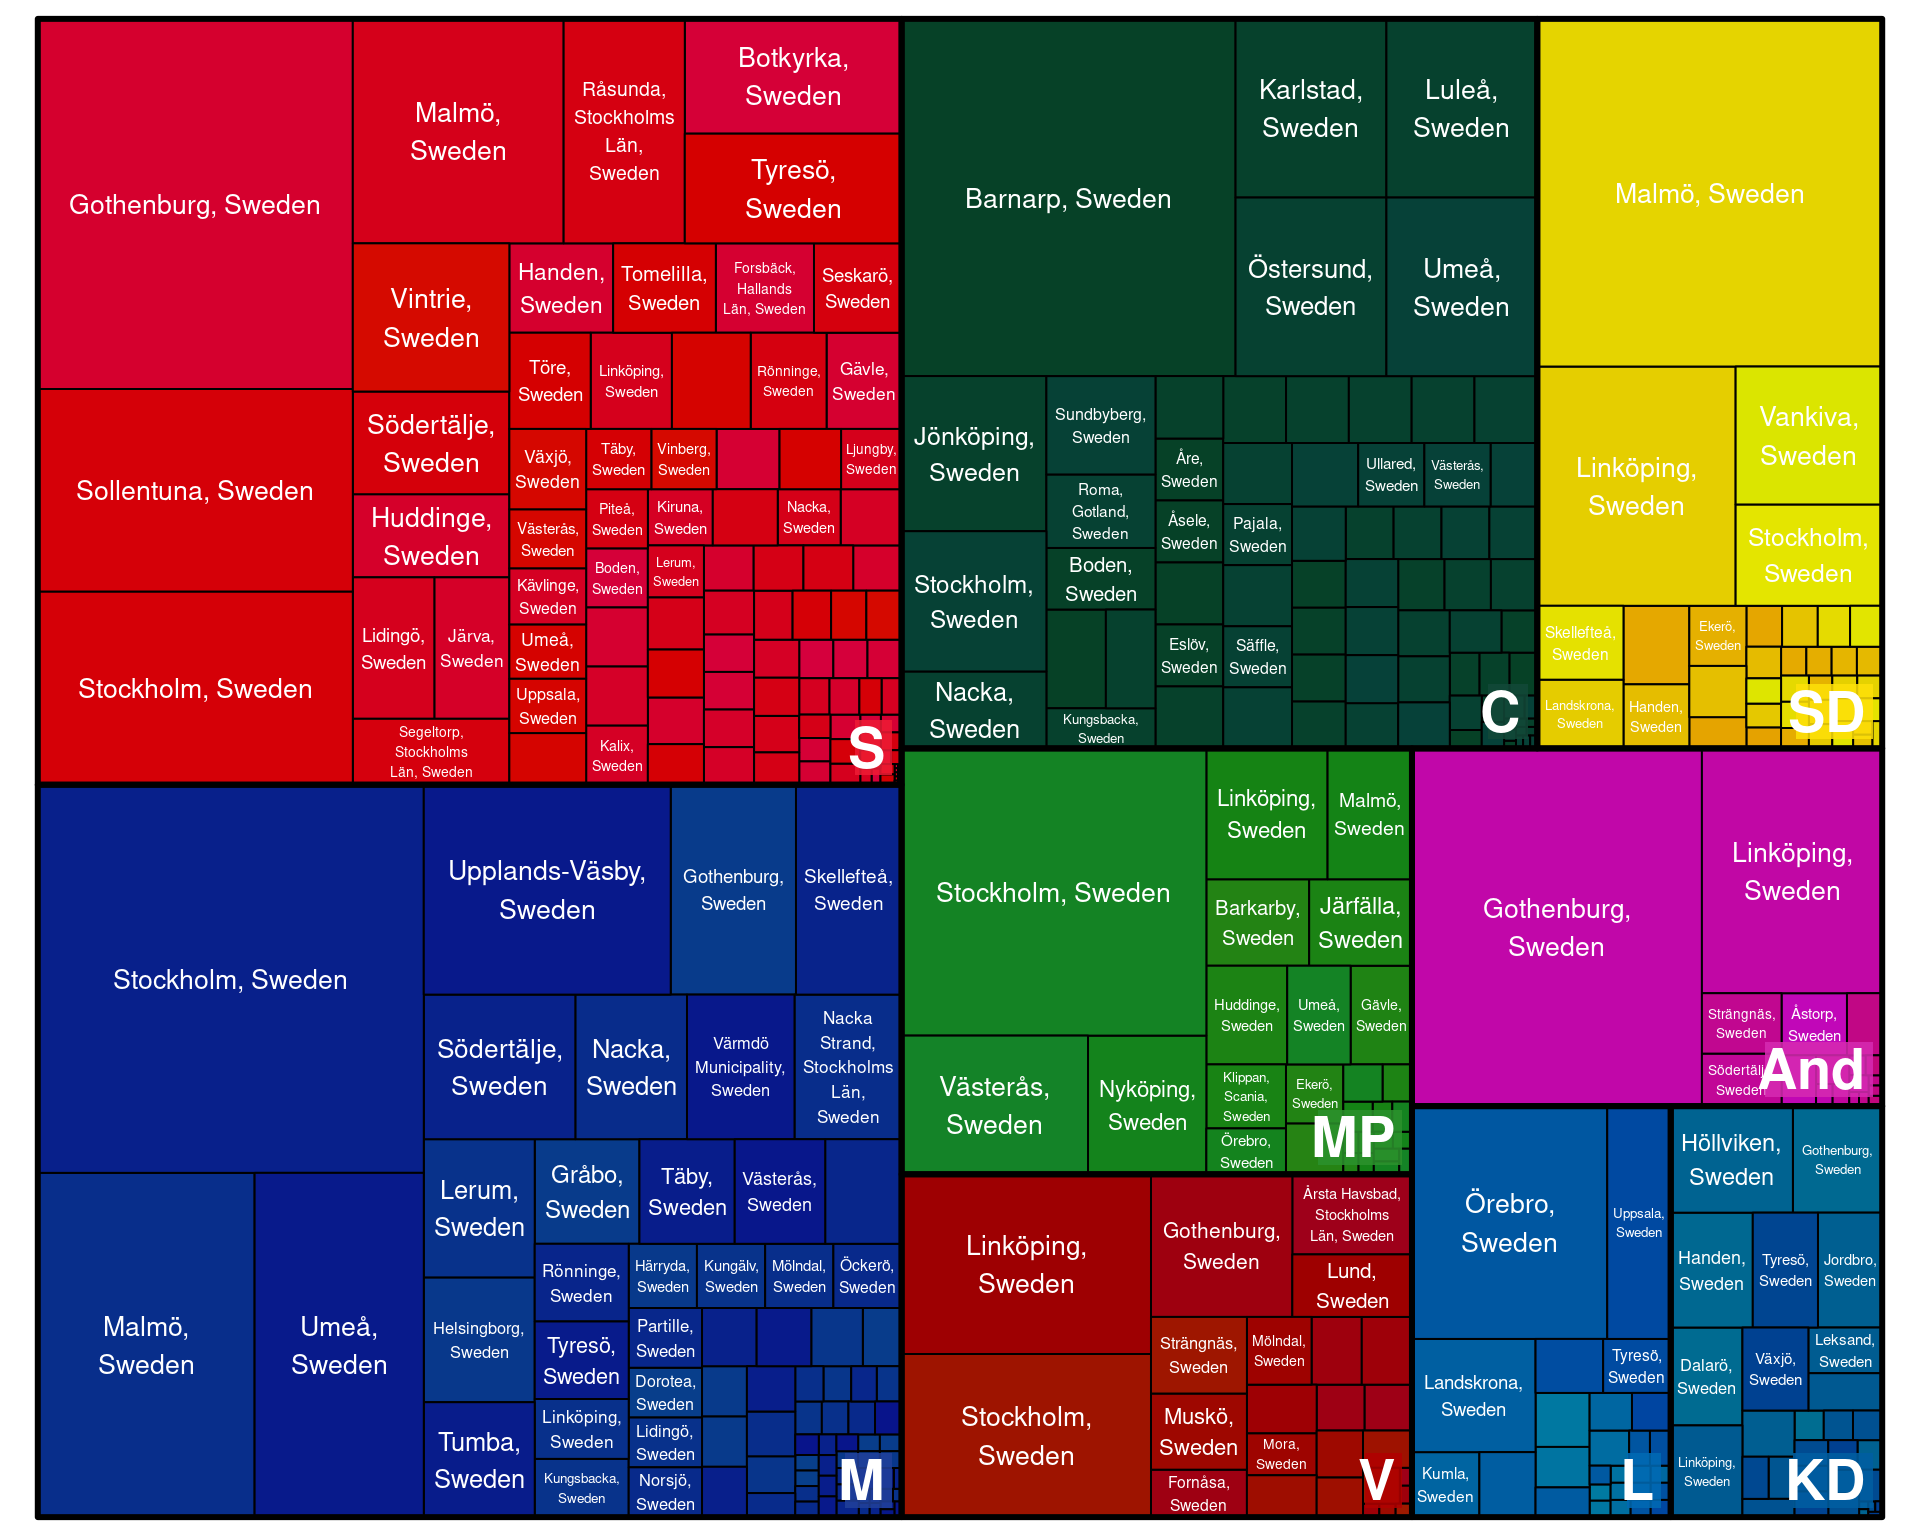 Gothenburg, Sweden
Sollentuna, Sweden
Stockholm, Sweden
Malmö,
Sweden
Råsunda,
Stockholms
Län,
Sweden
Botkyrka,
Sweden
Tyresö,
Sweden
Vintrie,
Sweden
Södertälje,
Sweden
Huddinge,
Sweden
Lidingö,
Sweden
Järva,
Sweden
Segeltorp,
Stockholms
Län, Sweden
Handen,
Sweden
Tomelilla,
Sweden
Forsbäck,
Hallands
Län, Sweden
Seskarö,
Sweden
Töre,
Sweden
Linköping,
Sweden
Rönninge,
Sweden
Gävle,
Sweden
Växjö,
Sweden
Täby,
Sweden
Vinberg,
Sweden
Ljungby,
Sweden
Västerås,
Sweden
Piteå,
Sweden
Kiruna,
Sweden
Nacka,
Sweden
Kävlinge,
Sweden
Boden,
Sweden
Lerum,
Sweden
Umeå,
Sweden
Uppsala,
Sweden
Kalix,
Sweden
S
Barnarp, Sweden
Karlstad,
Sweden
Luleå,
Sweden
Östersund,
Sweden
Umeå,
Sweden
Jönköping,
Sweden
Stockholm,
Sweden
Nacka,
Sweden
Sundbyberg,
Sweden
Roma,
Gotland,
Sweden
Boden,
Sweden
Kungsbacka,
Sweden
Åre,
Sweden
Åsele,
Sweden
Eslöv,
Sweden
Pajala,
Sweden
Säffle,
Sweden
Ullared,
Sweden
Västerås,
Sweden
C
Malmö, Sweden
Linköping,
Sweden
Vankiva,
Sweden
Stockholm,
Sweden
Skellefteå,
Sweden
Landskrona,
Sweden
Handen,
Sweden
Ekerö,
Sweden
SD
Stockholm, Sweden
Malmö,
Sweden
Umeå,
Sweden
Upplands-Väsby,
Sweden
Gothenburg,
Sweden
Skellefteå,
Sweden
Södertälje,
Sweden
Nacka,
Sweden
Värmdö
Municipality,
Sweden
Nacka
Strand,
Stockholms
Län,
Sweden
Lerum,
Sweden
Helsingborg,
Sweden
Tumba,
Sweden
Gråbo,
Sweden
Täby,
Sweden
Västerås,
Sweden
Rönninge,
Sweden
Tyresö,
Sweden
Linköping,
Sweden
Kungsbacka,
Sweden
Härryda,
Sweden
Kungälv,
Sweden
Mölndal,
Sweden
Öckerö,
Sweden
Partille,
Sweden
Dorotea,
Sweden
Lidingö,
Sweden
Norsjö,
Sweden
M
Stockholm, Sweden
Västerås,
Sweden
Nyköping,
Sweden
Linköping,
Sweden
Malmö,
Sweden
Barkarby,
Sweden
Järfälla,
Sweden
Huddinge,
Sweden
Umeå,
Sweden
Gävle,
Sweden
Klippan,
Scania,
Sweden
Ekerö,
Sweden
Örebro,
Sweden
MP
Gothenburg,
Sweden
Linköping,
Sweden
Strängnäs,
Sweden
Åstorp,
Sweden
Sweden
And
Linköping,
Sweden
Stockholm,
Sweden
Gothenburg,
Sweden
Årsta Havsbad,
Stockholms
Län, Sweden
Lund,
Sweden
Strängnäs,
Sweden
Mölndal,
Sweden
Muskö,
Sweden
Mora,
Sweden
Fornåsa,
Sweden
V
Örebro,
Sweden
Uppsala,
Sweden
Landskrona,
Sweden
Tyresö,
Sweden
Kumla,
Sweden
L
Höllviken,
Sweden
Gothenburg,
Sweden
Handen,
Sweden
Tyresö,
Sweden
Jordbro,
Sweden
Dalarö,
Sweden
Växjö,
Sweden
Leksand,
Sweden
Linköping,
Sweden
KD